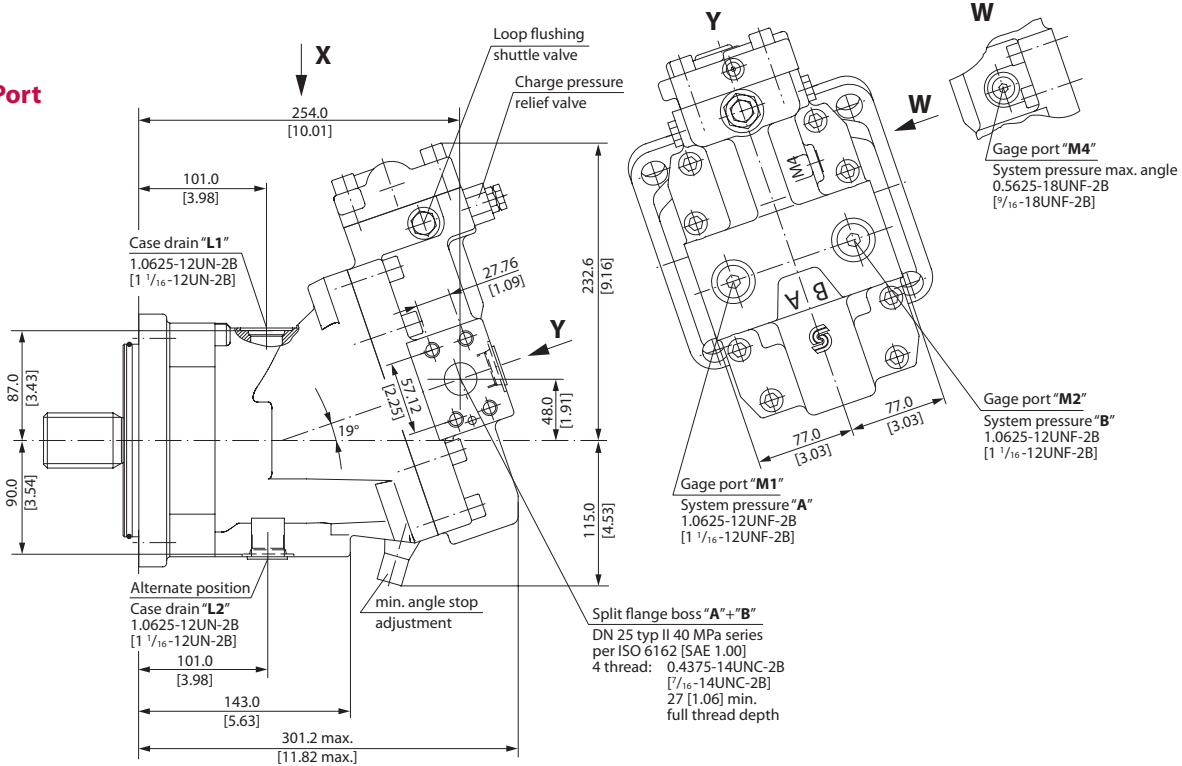 Port
X
254.0
[10.01]
101.0
[3.98]
Case drain "L1"
1.0625-12UN-2B
[1 1/16-12UN-2B]
87.0
[3.43]
90.0
[3.54]
19°
Loop flushing
shuttle valve
Charge pressure
relief valve
27.76
[1.09]
57.12
[2.25]
Y
48.0
[1.91]
232.6
[9.16]
115.0
[4.53]
Alternate position
Case drain "L2"
1.0625-12UN-2B
[1 1/16-12UN-2B]
101.0
[3.98]
143.0
[5.63]
301.2 max.
[11.82 max.]
min. angle stop
adjustment
Split flange boss "A"+"B"
DN 25 typ II 40 MPa series
per ISO 6162 [SAE 1.00]
4 thread: 0.4375-14UNC-2B
[7/16-14UNC-2B]
27 [1.06] min.
full thread depth
Y
M4
B A
W
77.0
[3.03]
77.0
[3.03]
Gage port "M1"
System pressure "A"
1.0625-12UNF-2B
[1 1/16-12UNF-2B]
Gage port "M2"
System pressure "B"
1.0625-12UNF-2B
[1 1/16-12UNF-2B]
W
Gage port "M4"
System pressure max. angle
0.5625-18UNF-2B
[9/16-18UNF-2B]